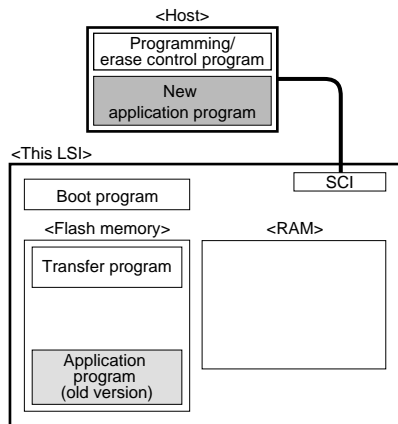 <Host>
Programming/
erase control program
New
application program
<This LSI>
SCI
Boot program
<Flash memory>
<RAM>
Transfer program
Application
program
(old version)